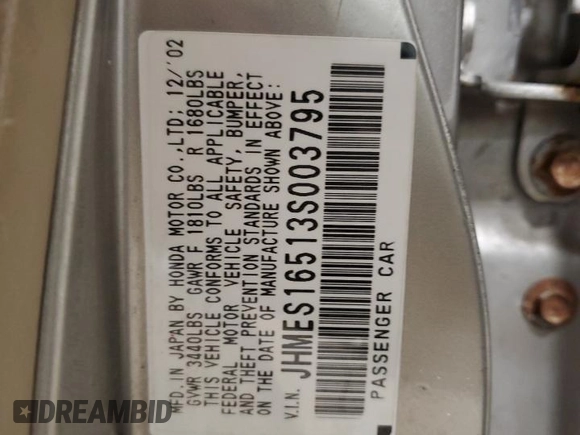 MFD.IN JAPAN BY HONDA MOTOR CO.,LTD: 12/'02
GVWR 3440LBS GAWR F 1810LBS R 1680LBS
THIS VEHICLE CONFORMS TO ALL APPLICABLE
FEDERAL MOTOR VEHICLE SAFETY, BUMPER,
AND THEFT PREVENTION STANDARDS IN EFFECT
ON THE DATE OF MANUFACTURE SHOWN ABOVE:
V.I.N. JHMES16513S003795
PASSENGER CAR
DREAMBID